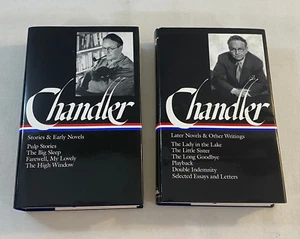 Chandler
Stories & Early Novels
Pulp Stories
The Big Sleep
Farewell, My Lovely
The High Window
Chandler
Later Novels & Other Writings
The Lady in the Lake
The Little Sister
The Long Goodbye
Playback
Double Indemnity
Selected Essays and Letters